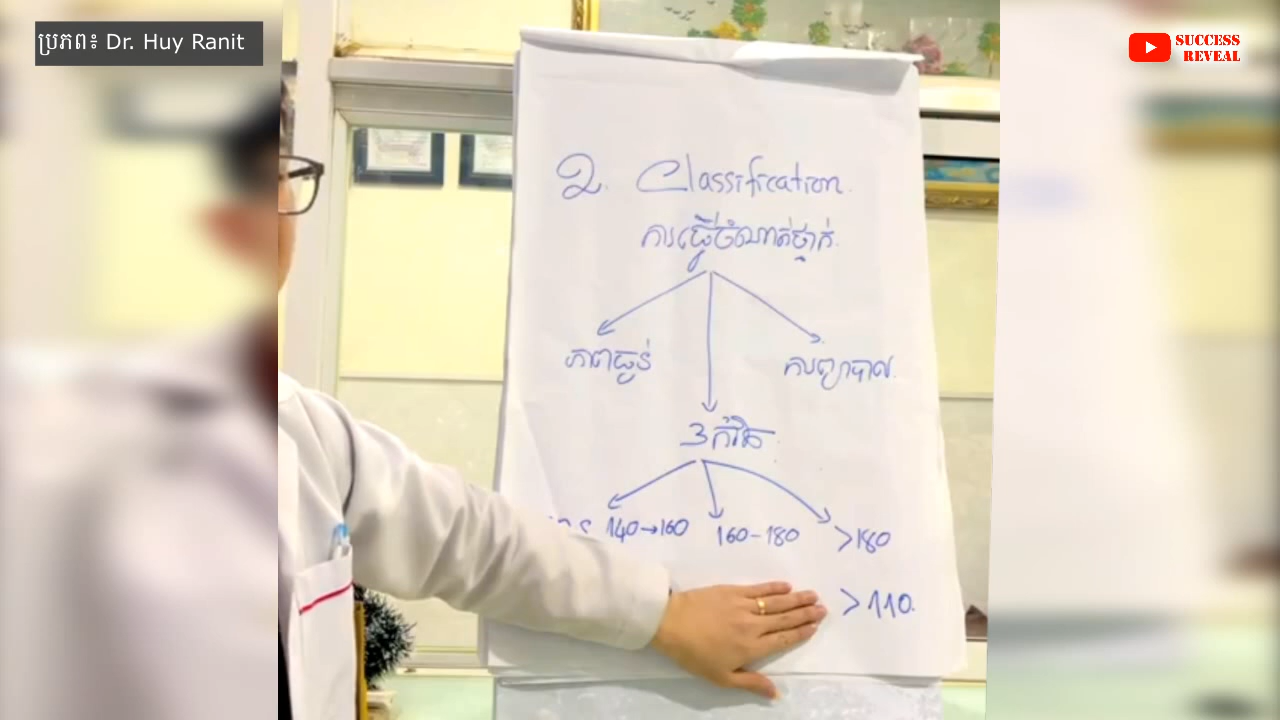 ប្រភព៖ Dr. Huy Ranit
SUCCESS
REVEAL
2. Classification.
ការធ្វើចំណាត់ថ្នាក់.
ភាពធ្ងន់
ការព្យាបាល.
3កំរិត
140→160 160-180 >180
>110.